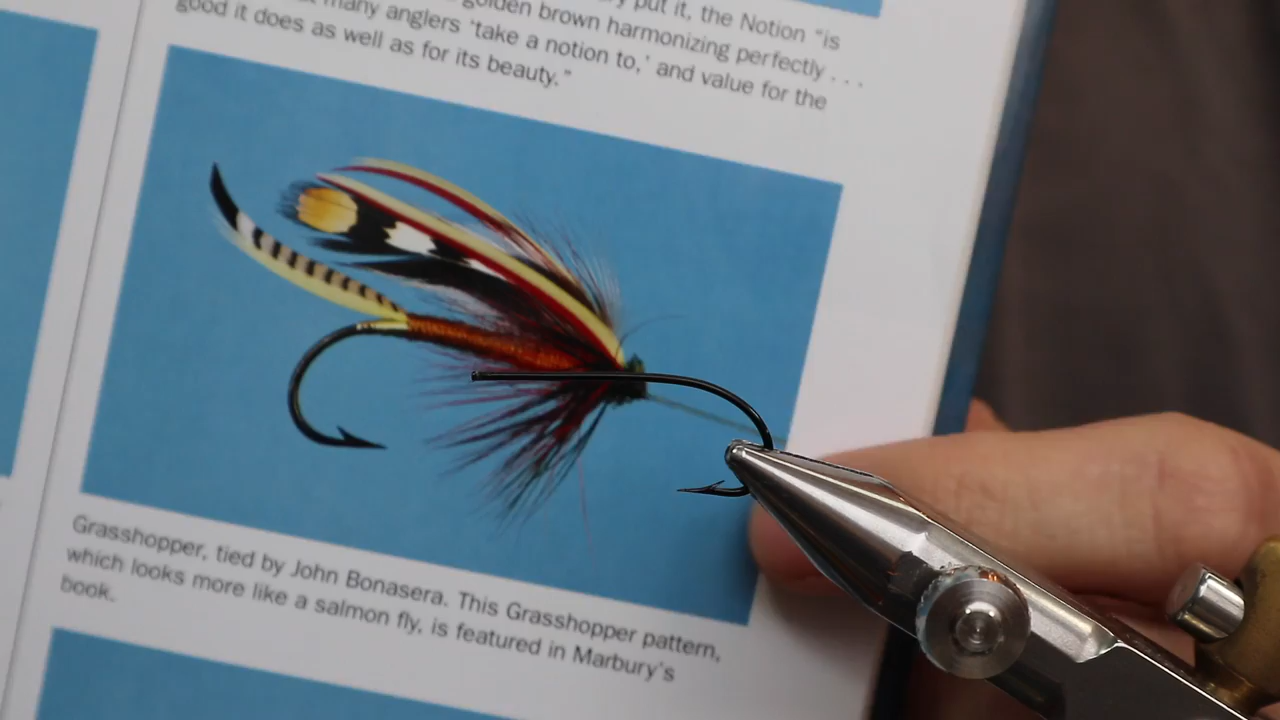 put it, the Notion "is
golden brown harmonizing perfectly . . .
many anglers 'take a notion to,' and value for the
good it does as well as for its beauty."
Grasshopper, tied by John Bonasera. This Grasshopper pattern,
which looks more like a salmon fly, is featured in Marbury's
book.